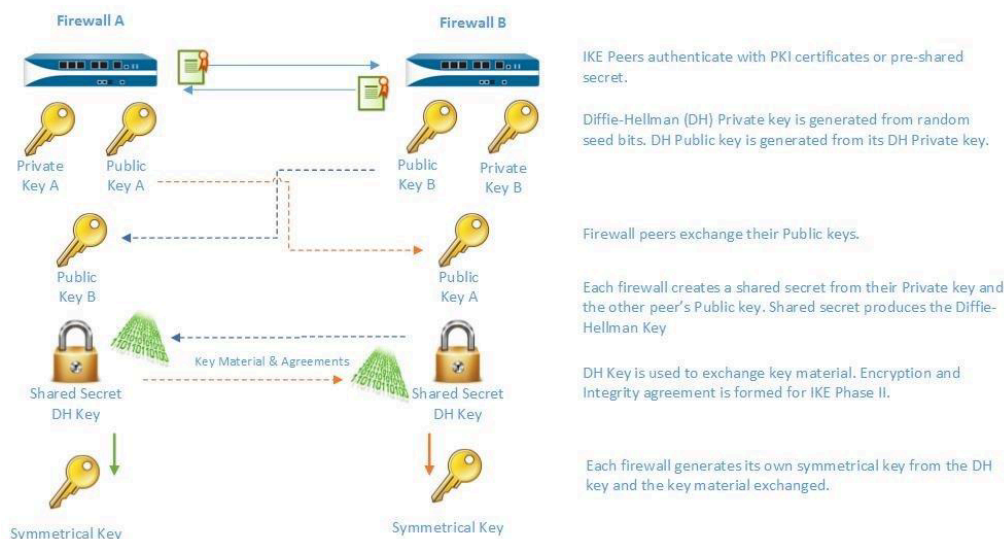 Firewall A
Firewall B
IKE Peers authenticate with PKI certificates or pre-shared
secret.
Diffie-Hellman (DH) Private key is generated from random
seed bits. DH Public key is generated from its DH Private key.
Private
Key A
Public
Key A
Public
Key B
Private
Key B
Firewall peers exchange their Public keys.
Public
Key B
Public
Key A
Each firewall creates a shared secret from their Private key and
the other peer's Public key. Shared secret produces the Diffie-
Hellman Key
Key Material & Agreements
DH Key is used to exchange key material. Encryption and
Integrity agreement is formed for IKE Phase II.
Shared Secret
DH Key
Shared Secret
DH Key
Each firewall generates its own symmetrical key from the DH
key and the key material exchanged.
Symmetrical Key
Symmetrical Key